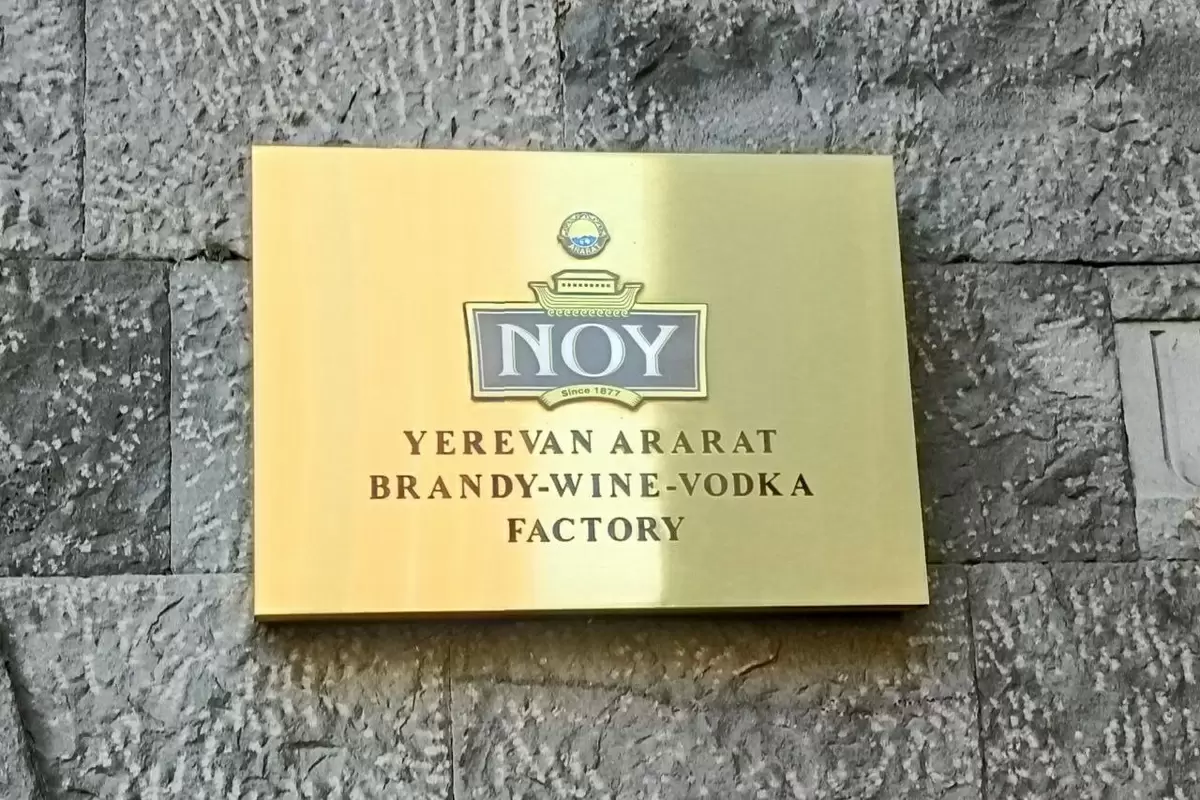 ARARAT
NOY
Since 1877
YEREVAN ARARAT
BRANDY-WINE-VODKA
FACTORY